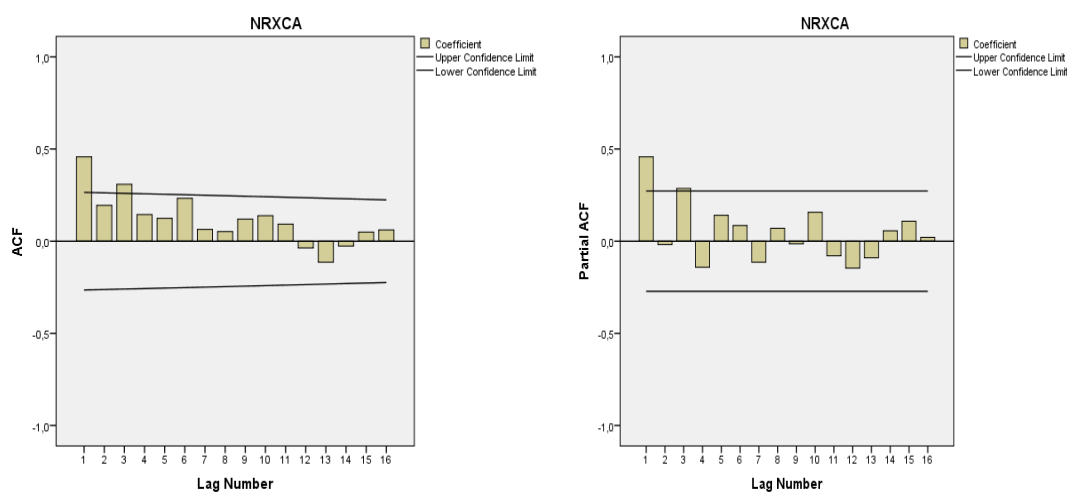 NRXCA
Coefficient
Upper Confidence Limit
Lower Confidence Limit
1,0
0,5
0,0
-0,5
-1,0
ACF
1 2 3 4 5 6 7 8 9 10 11 12 13 14 15 16
Lag Number
NRXCA
Coefficient
Upper Confidence Limit
Lower Confidence Limit
1,0
0,5
0,0
-0,5
-1,0
Partial ACF
1 2 3 4 5 6 7 8 9 10 11 12 13 14 15 16
Lag Number